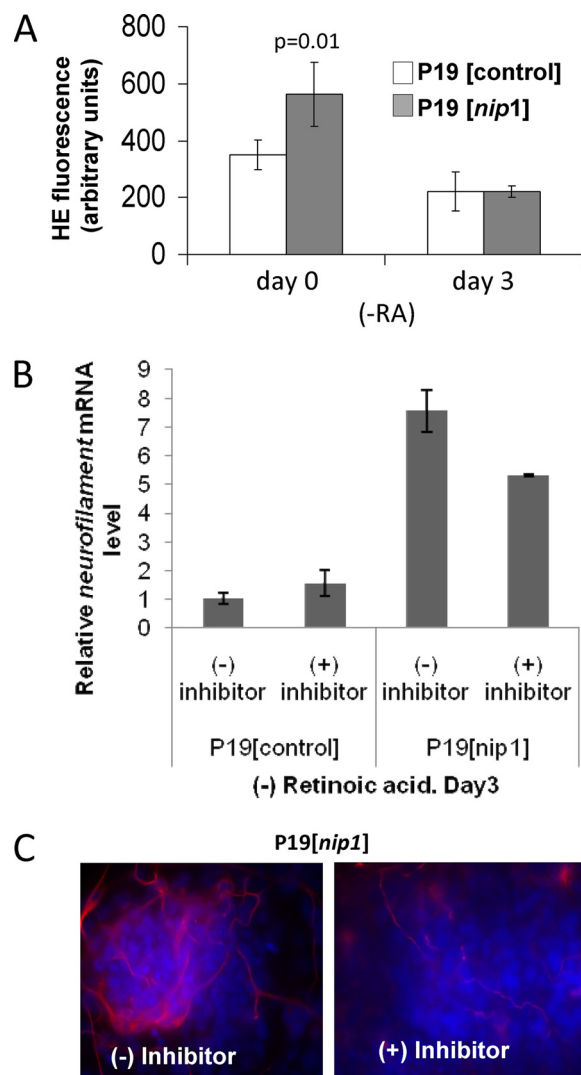 A
HE fluorescence
(arbitrary units)
800
600
400
200
0
p=0.01
P19 [control]
P19 [nip1]
day 0
day 3
(-RA)
B
Relative neurofilament mRNA
level
9
8
7
6
5
4
3
2
1
0
(-)
inhibitor
(+)
inhibitor
(-)
inhibitor
(+)
inhibitor
P19[control]
P19[nip1]
(-) Retinoic acid. Day3
C
P19[nip1]
(-) Inhibitor
(+) Inhibitor